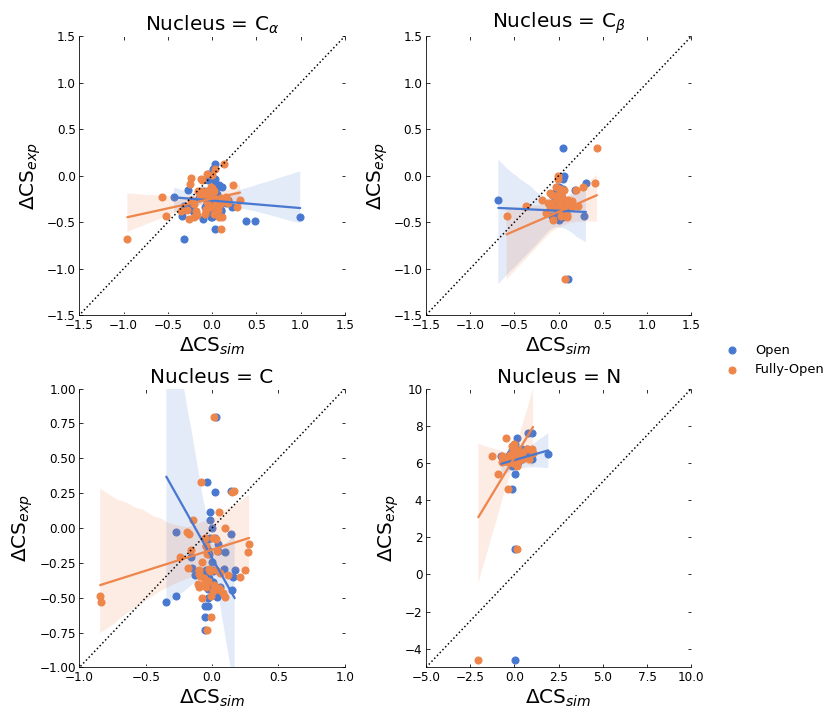 Nucleus = Cα
Nucleus = Cβ
1.5
1.0
0.5
0.0
−0.5
−1.0
−1.5
ΔCSexp
−1.5 −1.0 −0.5 0.0 0.5 1.0 1.5
ΔCSsim
1.5
1.0
0.5
0.0
−0.5
−1.0
−1.5
ΔCSexp
−1.5 −1.0 −0.5 0.0 0.5 1.0 1.5
ΔCSsim
Open
Fully-Open
Nucleus = C
Nucleus = N
1.00
0.75
0.50
0.25
0.00
−0.25
−0.50
−0.75
−1.00
ΔCSexp
−1.0 −0.5 0.0 0.5 1.0
ΔCSsim
10
8
6
4
2
0
−2
−4
ΔCSexp
−5.0 −2.5 0.0 2.5 5.0 7.5 10.0
ΔCSsim